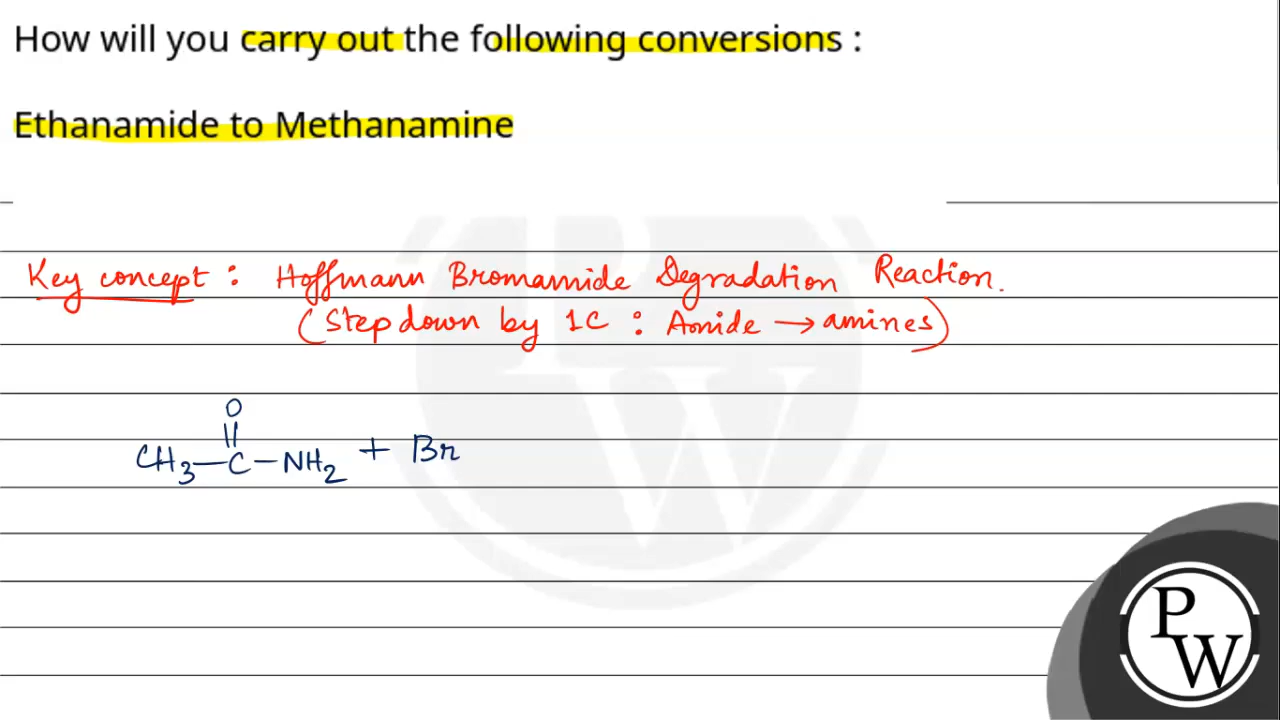 How will you carry out the following conversions :
Ethanamide to Methanamine
Key concept : Hoffmann Bromamide Degradation Reaction.
(Step down by 1C : Amide → amines)
O
||
CH3—C—NH2 + Br
PW
PW